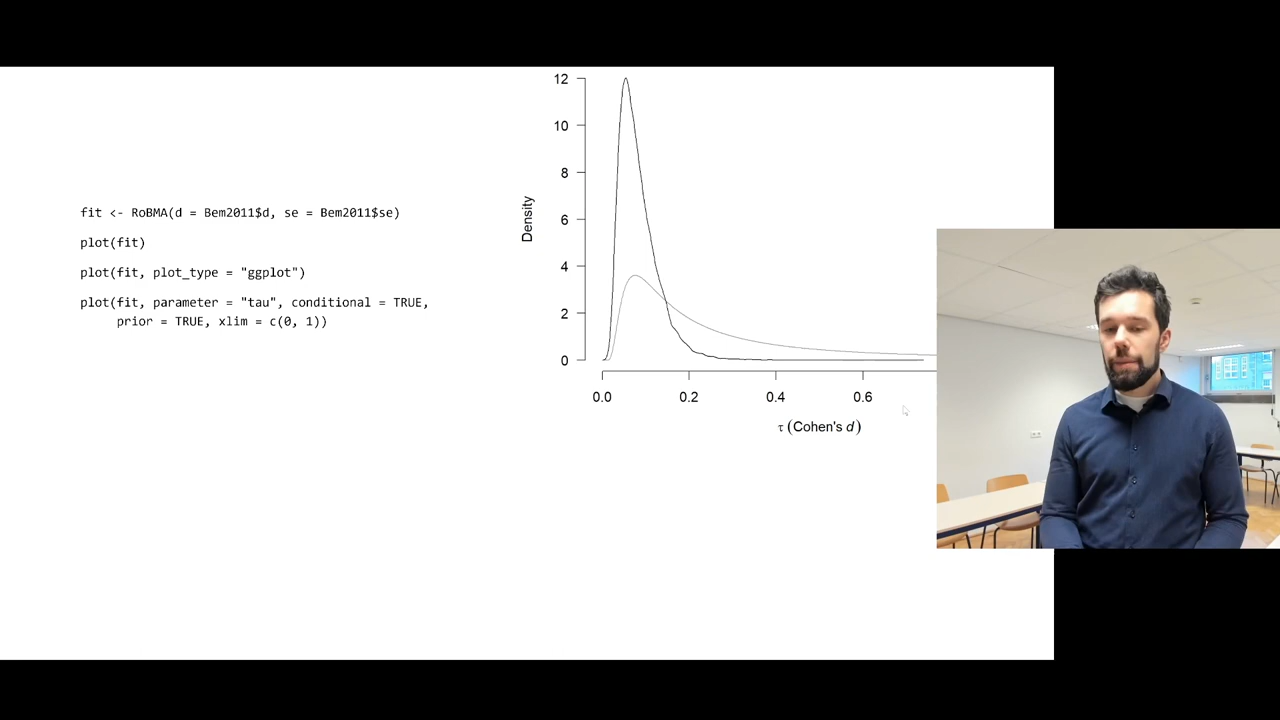 fit <- RoBMA(d = Bem2011$d, se = Bem2011$se)
plot(fit)
plot(fit, plot_type = "ggplot")
plot(fit, parameter = "tau", conditional = TRUE,
prior = TRUE, xlim = c(0, 1))
12
10
8
6
4
2
0
Density
0.0 0.2 0.4 0.6
τ (Cohen's d)